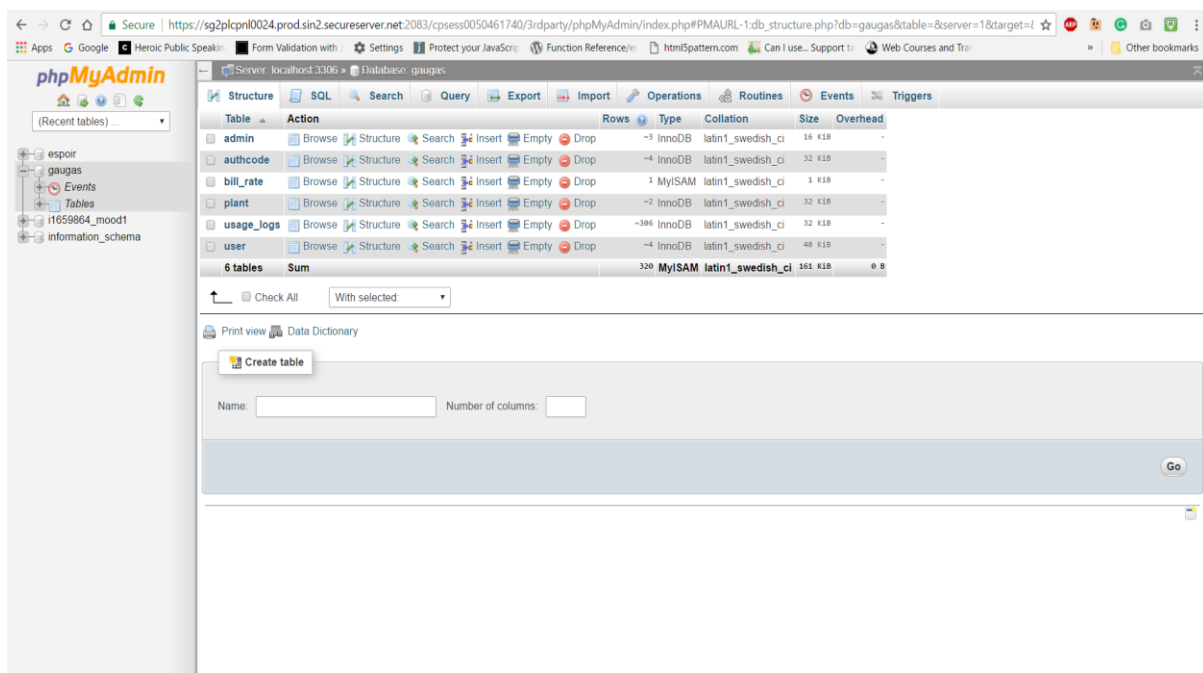 Secure | https://sg2plcpnl0024.prod.sin2.secureserver.net:2083/cpsess0050461740/3rdparty/phpMyAdmin/index.php#PMAURL-1:db_structure.php?db=gaugas&table=&server=1&target=&
Apps Google Heroic Public Speakin Form Validation with Settings Protect your JavaScrip Function Reference/e html5pattern.com Can I use... Support ta Web Courses and Trai » Other bookmarks
phpMyAdmin
(Recent tables) ...
espoir
gaugas
Events
Tables
i1659864_mood1
information_schema
Server: localhost:3306 » Database: gaugas
Structure SQL Search Query Export Import Operations Routines Events Triggers
Table Action Rows Type Collation Size Overhead
admin Browse Structure Search Insert Empty Drop ~3 InnoDB latin1_swedish_ci 16 KiB -
authcode Browse Structure Search Insert Empty Drop ~4 InnoDB latin1_swedish_ci 32 KiB -
bill_rate Browse Structure Search Insert Empty Drop 1 MyISAM latin1_swedish_ci 1 KiB -
plant Browse Structure Search Insert Empty Drop ~2 InnoDB latin1_swedish_ci 32 KiB -
usage_logs Browse Structure Search Insert Empty Drop ~306 InnoDB latin1_swedish_ci 32 KiB -
user Browse Structure Search Insert Empty Drop ~4 InnoDB latin1_swedish_ci 48 KiB -
6 tables Sum 320 MyISAM latin1_swedish_ci 161 KiB 0 B
Check All With selected:
Print view Data Dictionary
Create table
Name: Number of columns:
Go